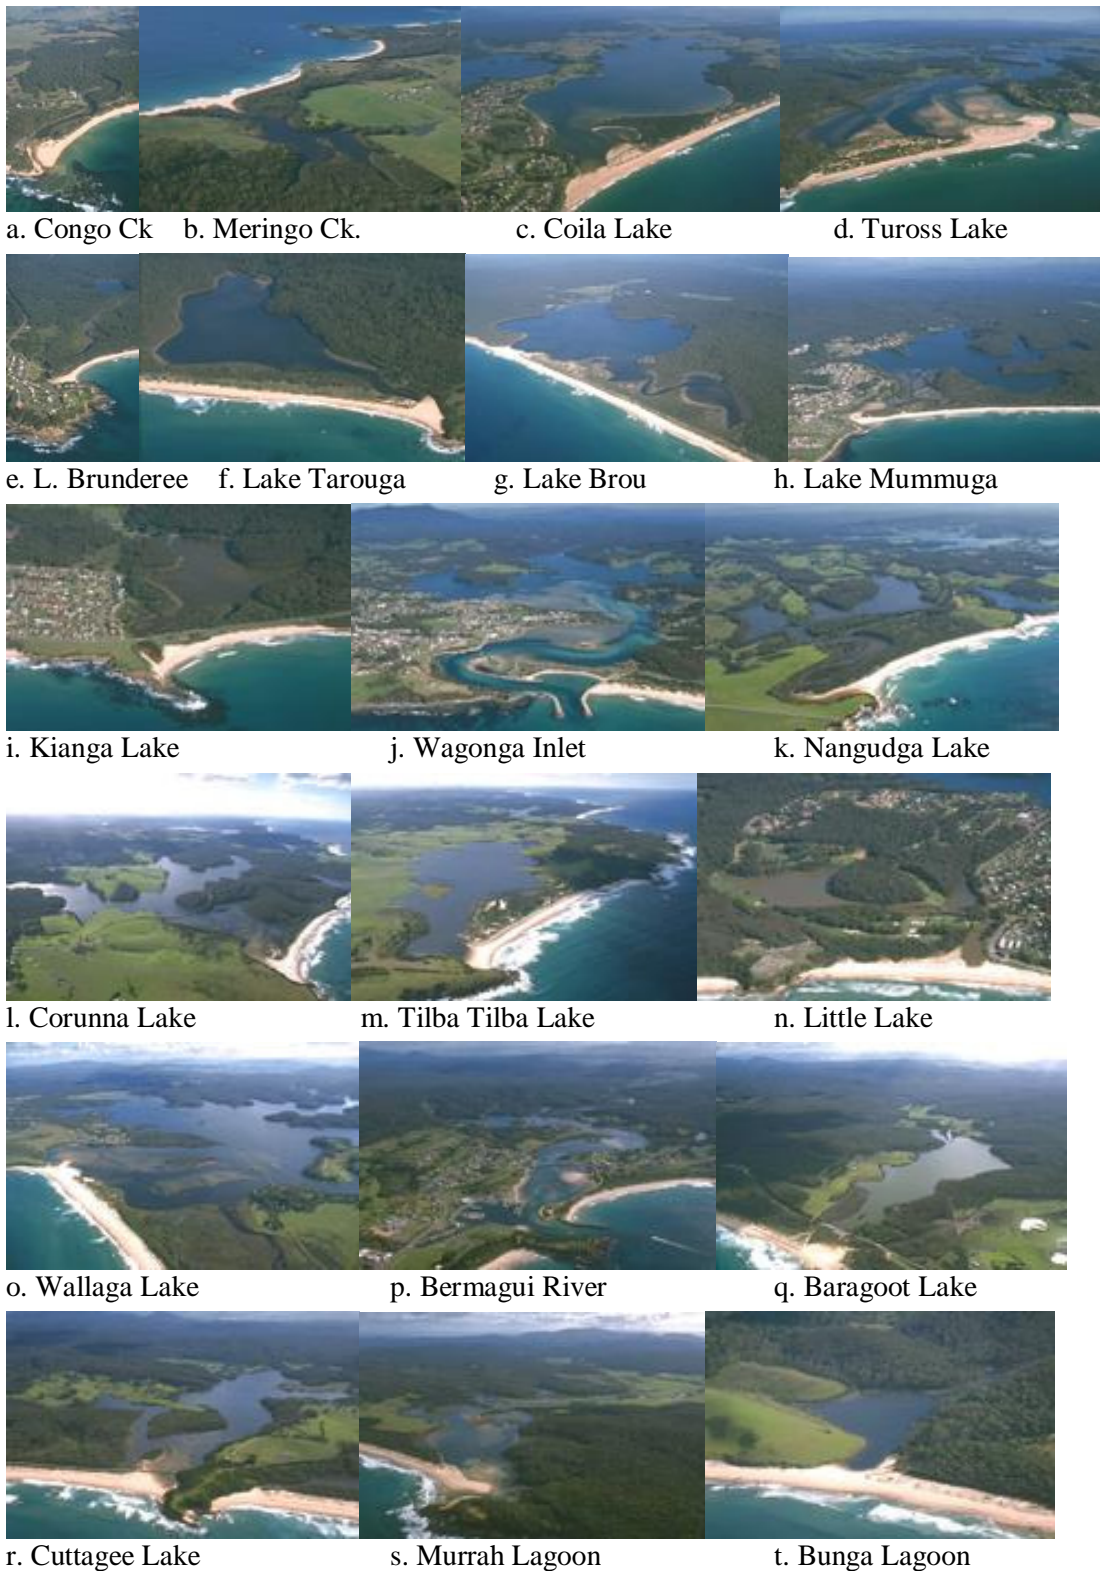 a. Congo Ck b. Meringo Ck. c. Coila Lake d. Tuross Lake
e. L. Brunderee f. Lake Tarouga g. Lake Brou h. Lake Mummuga
i. Kianga Lake j. Wagonga Inlet k. Nangudga Lake
l. Corunna Lake m. Tilba Tilba Lake n. Little Lake
o. Wallaga Lake p. Bermagui River q. Baragoot Lake
r. Cuttagee Lake s. Murrah Lagoon t. Bunga Lagoon